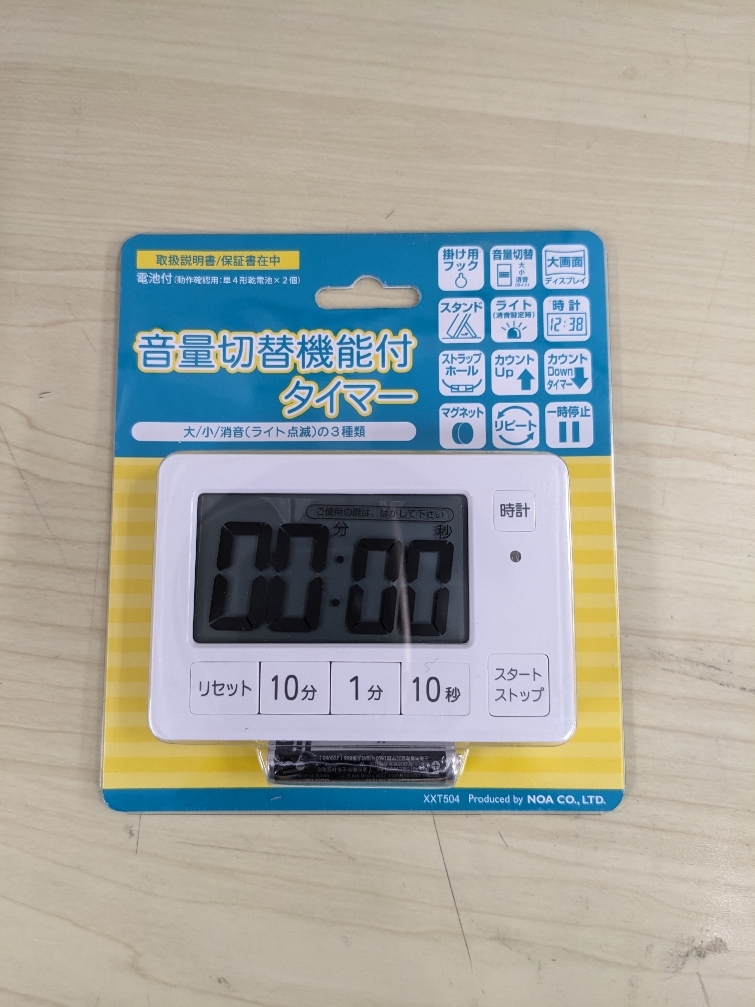 取扱説明書/保証書在中
電池付(動作確認用:単4形乾電池×2個)
音量切替機能付
タイマー
大/小/消音(ライト点滅)の3種類
掛け用
フック
音量切替
大
小
消音
大画面
ディスプレイ
スタンド
ライト
(消音設定時)
時計
12:38
ストラップ
ホール
カウント
Up
カウント
Down
タイマー
マグネット
リピート
一時停止
ご使用の際は、はがして下さい
分 秒
00:00
時計
リセット
10分
1分
10秒
スタート
ストップ
XXT504 Produced by NOA CO., LTD.